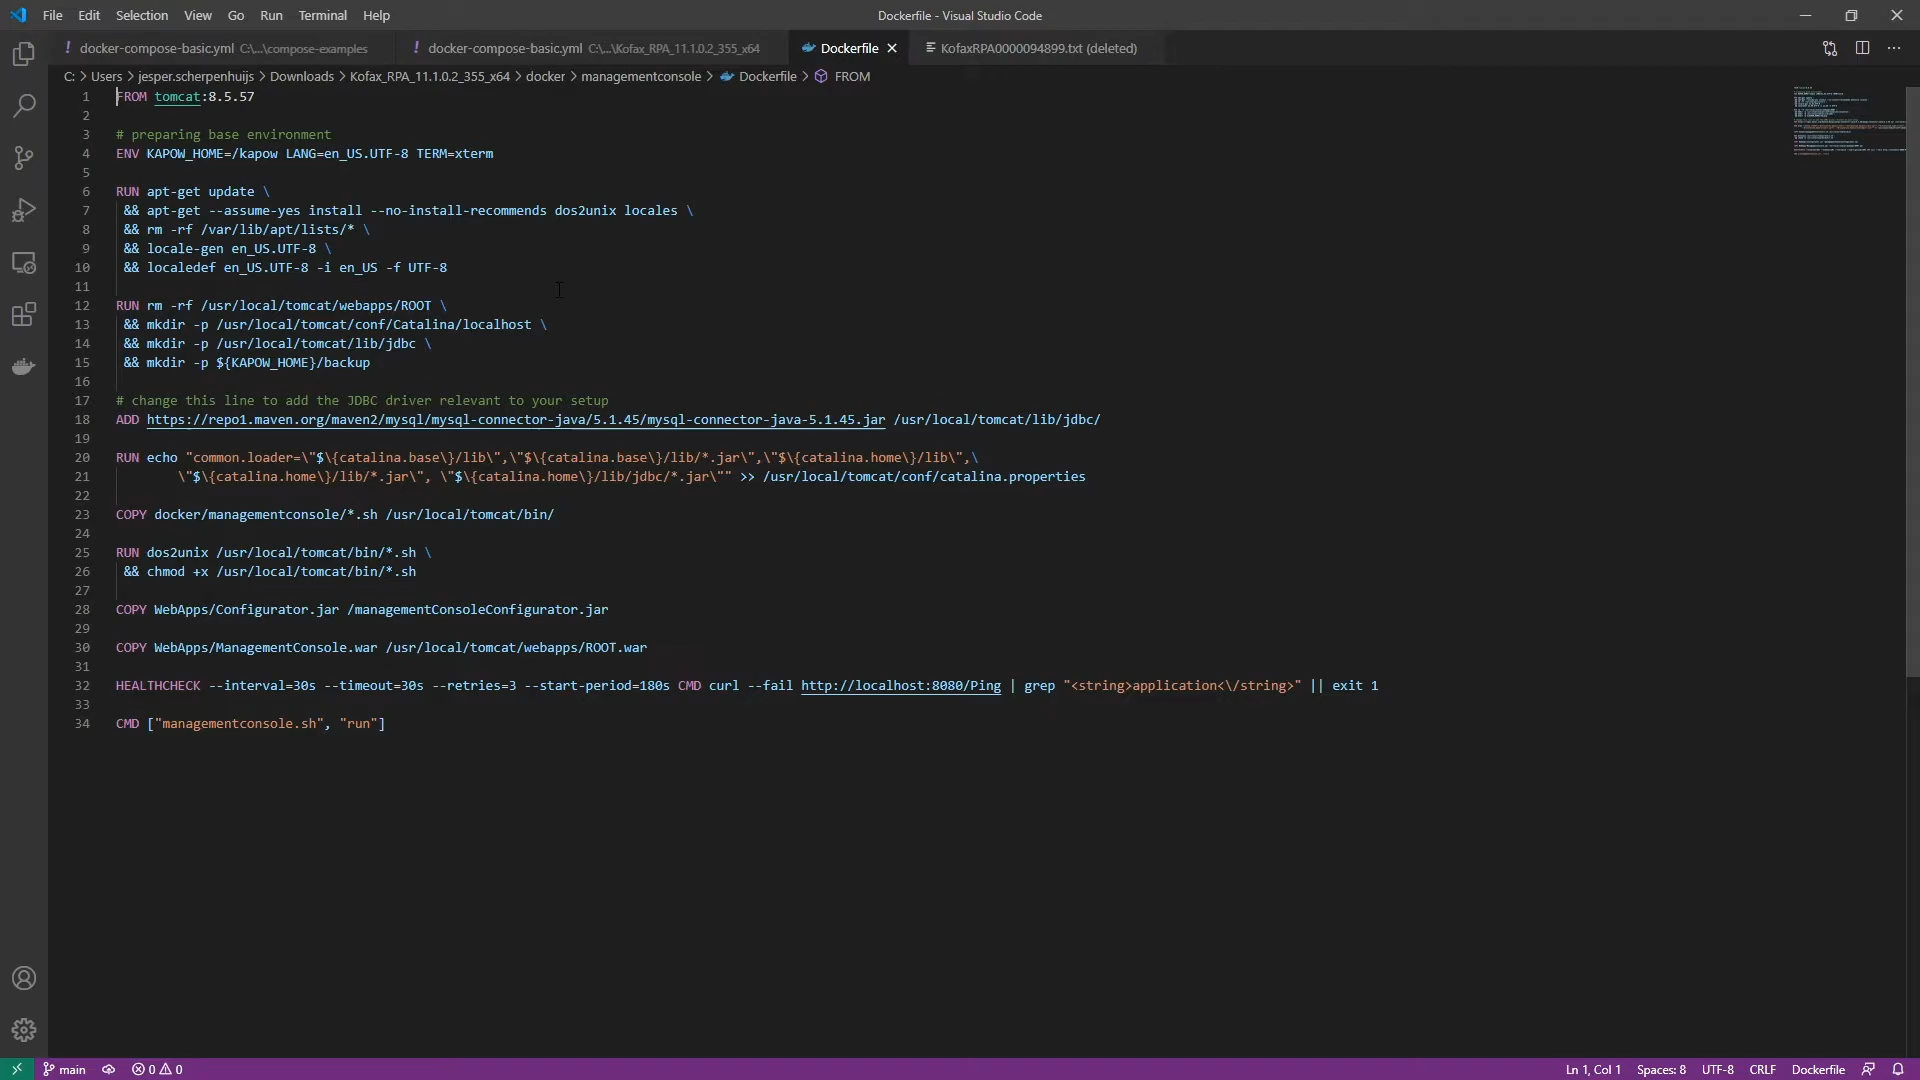 File Edit Selection View Go Run Terminal Help
Dockerfile - Visual Studio Code
! docker-compose-basic.yml C:\...\compose-examples
! docker-compose-basic.yml C:\...\Kofax_RPA_11.1.0.2_355_x64
Dockerfile
KofaxRPA0000094899.txt (deleted)
C: > Users > jesper.scherpenhuijs > Downloads > Kofax_RPA_11.1.0.2_355_x64 > docker > managementconsole > Dockerfile > FROM
1 FROM tomcat:8.5.57
2
3 # preparing base environment
4 ENV KAPOW_HOME=/kapow LANG=en_US.UTF-8 TERM=xterm
5
6 RUN apt-get update \
7 && apt-get --assume-yes install --no-install-recommends dos2unix locales \
8 && rm -rf /var/lib/apt/lists/* \
9 && locale-gen en_US.UTF-8 \
10 && localedef en_US.UTF-8 -i en_US -f UTF-8
11
12 RUN rm -rf /usr/local/tomcat/webapps/ROOT \
13 && mkdir -p /usr/local/tomcat/conf/Catalina/localhost \
14 && mkdir -p /usr/local/tomcat/lib/jdbc \
15 && mkdir -p ${KAPOW_HOME}/backup
16
17 # change this line to add the JDBC driver relevant to your setup
18 ADD https://repo1.maven.org/maven2/mysql/mysql-connector-java/5.1.45/mysql-connector-java-5.1.45.jar /usr/local/tomcat/lib/jdbc/
19
20 RUN echo "common.loader=\"$\{catalina.base\}/lib\",\"$\{catalina.base\}/lib/*.jar\",\"$\{catalina.home\}/lib\",\
21 \"$\{catalina.home\}/lib/*.jar\", \"$\{catalina.home\}/lib/jdbc/*.jar\"" >> /usr/local/tomcat/conf/catalina.properties
22
23 COPY docker/managementconsole/*.sh /usr/local/tomcat/bin/
24
25 RUN dos2unix /usr/local/tomcat/bin/*.sh \
26 && chmod +x /usr/local/tomcat/bin/*.sh
27
28 COPY WebApps/Configurator.jar /managementConsoleConfigurator.jar
29
30 COPY WebApps/ManagementConsole.war /usr/local/tomcat/webapps/ROOT.war
31
32 HEALTHCHECK --interval=30s --timeout=30s --retries=3 --start-period=180s CMD curl --fail http://localhost:8080/Ping | grep "<string>application<\/string>" || exit 1
33
34 CMD ["managementconsole.sh", "run"]
main 0 0
Ln 1, Col 1 Spaces: 8 UTF-8 CRLF Dockerfile